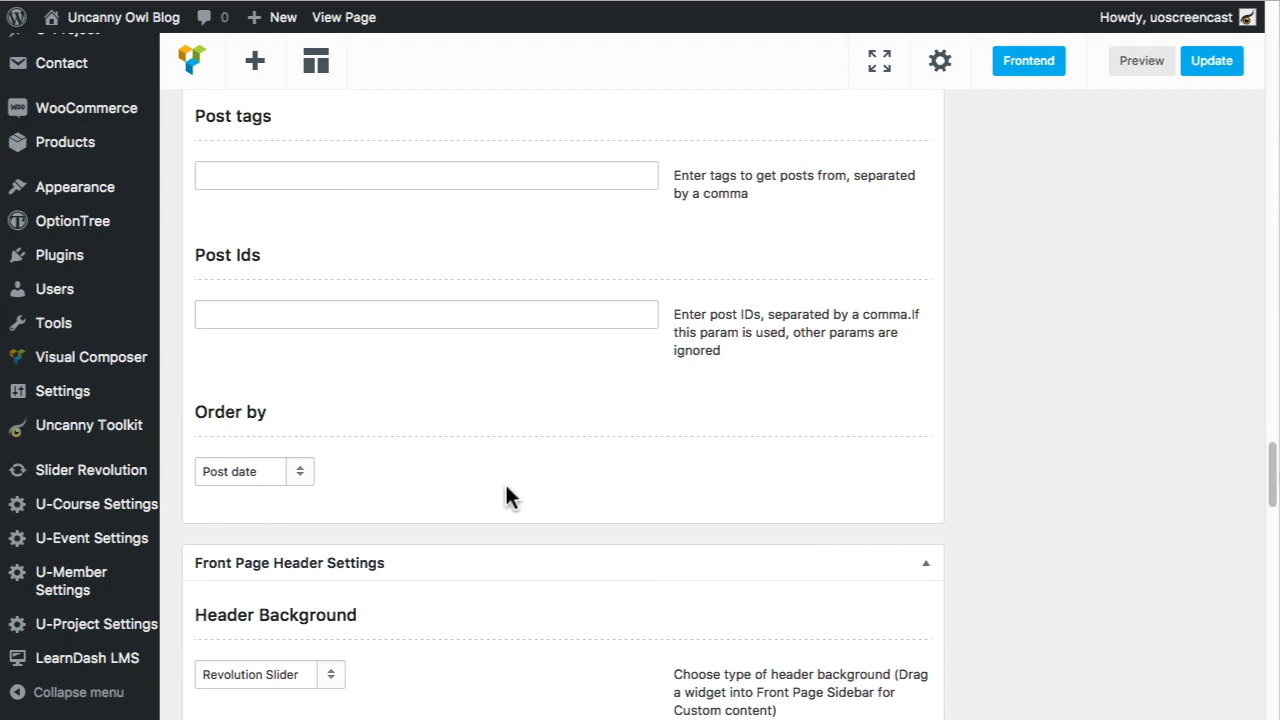 Uncanny Owl Blog
0
New
View Page
Howdy, uoscreencast
Contact
WooCommerce
Products
Appearance
OptionTree
Plugins
Users
Tools
Visual Composer
Settings
Uncanny Toolkit
Slider Revolution
U-Course Settings
U-Event Settings
U-Member
Settings
U-Project Settings
LearnDash LMS
Collapse menu
Frontend
Preview
Update
Post tags
Enter tags to get posts from, separated
by a comma
Post Ids
Enter post IDs, separated by a comma.If
this param is used, other params are
ignored
Order by
Post date
Front Page Header Settings
Header Background
Revolution Slider
Choose type of header background (Drag
a widget into Front Page Sidebar for
Custom content)